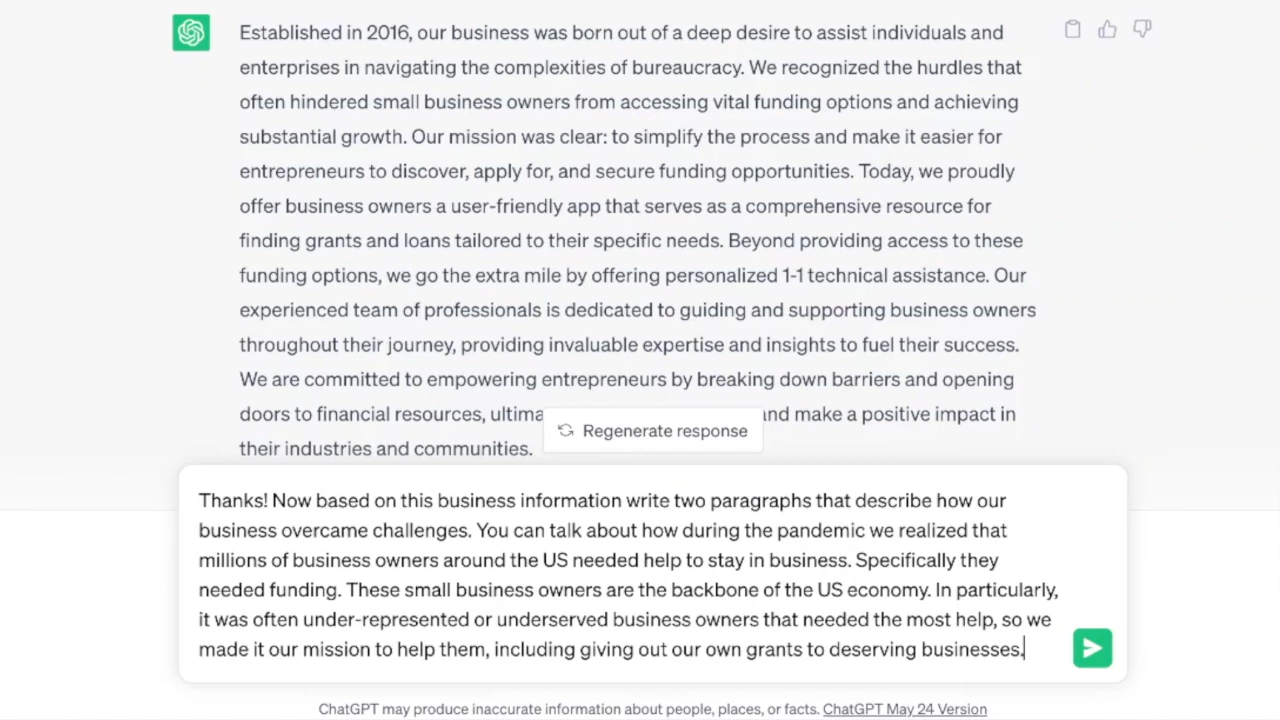 Established in 2016, our business was born out of a deep desire to assist individuals and
enterprises in navigating the complexities of bureaucracy. We recognized the hurdles that
often hindered small business owners from accessing vital funding options and achieving
substantial growth. Our mission was clear: to simplify the process and make it easier for
entrepreneurs to discover, apply for, and secure funding opportunities. Today, we proudly
offer business owners a user-friendly app that serves as a comprehensive resource for
finding grants and loans tailored to their specific needs. Beyond providing access to these
funding options, we go the extra mile by offering personalized 1-1 technical assistance. Our
experienced team of professionals is dedicated to guiding and supporting business owners
throughout their journey, providing invaluable expertise and insights to fuel their success.
We are committed to empowering entrepreneurs by breaking down barriers and opening
doors to financial resources, ultima and make a positive impact in
Regenerate response
their industries and communities.
Thanks! Now based on this business information write two paragraphs that describe how our
business overcame challenges. You can talk about how during the pandemic we realized that
millions of business owners around the US needed help to stay in business. Specifically they
needed funding. These small business owners are the backbone of the US economy. In particularly,
it was often under-represented or underserved business owners that needed the most help, so we
made it our mission to help them, including giving out our own grants to deserving businesses.
ChatGPT may produce inaccurate information about people, places, or facts. ChatGPT May 24 Version